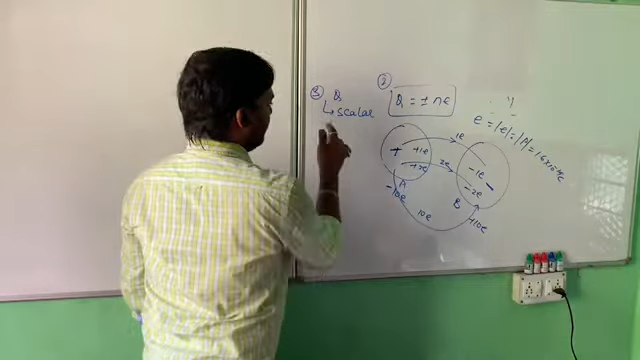 ③ Q
↳ scalar
②
Q = ± ne
e = |e| = |p| = 1.6×10⁻¹⁹C
1e
+ +1e
-1e
2e
+2e
-2e -
A
B
-10e
10e
+10e